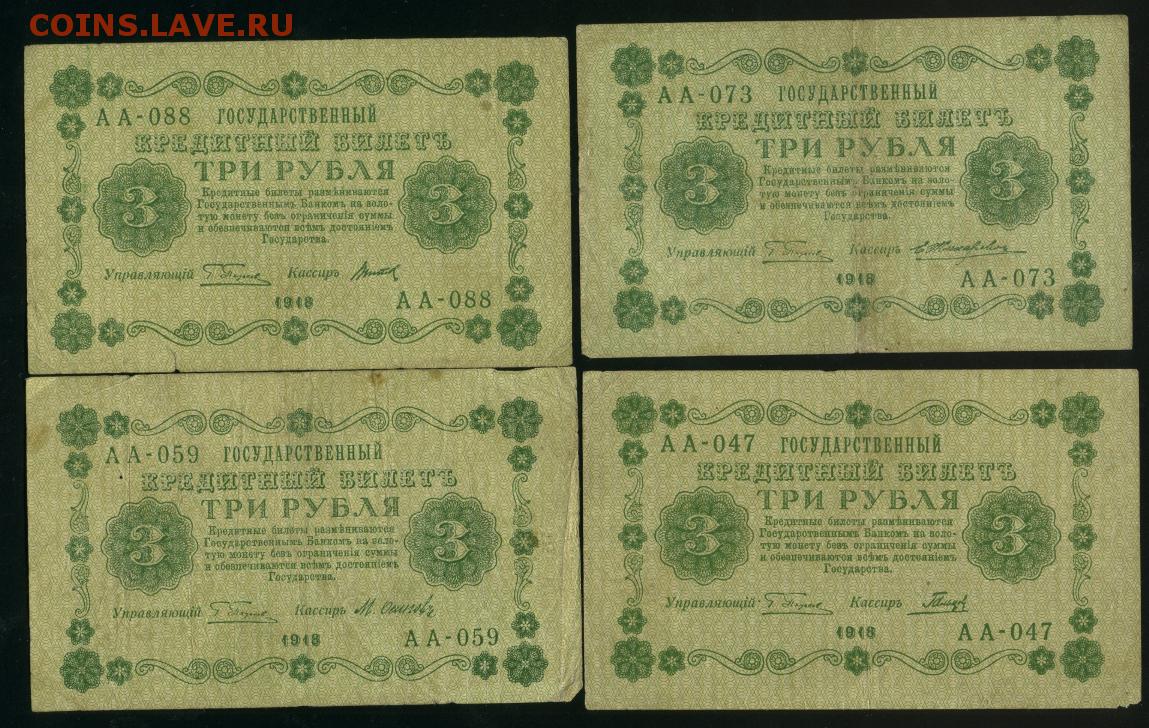 COINS.LAVE.RU
АА-088 ГОСУДАРСТВЕННЫЙ
КРЕДИТНЫЙ БИЛЕТЪ
ТРИ РУБЛЯ
3 3
Кредитные билеты размѣниваются
Государственнымъ Банкомъ на золо-
тую монету безъ ограниченія суммы
и обезпечиваются всѣмъ достояніемъ
Государства.
Управляющій Кассиръ
1918
АА-088
АА-073 ГОСУДАРСТВЕННЫЙ
КРЕДИТНЫЙ БИЛЕТЪ
ТРИ РУБЛЯ
3 3
Кредитные билеты размѣниваются
Государственнымъ Банкомъ на золо-
тую монету безъ ограниченія суммы
и обезпечиваются всѣмъ достояніемъ
Государства.
Управляющій Кассиръ
1918
АА-073
АА-059 ГОСУДАРСТВЕННЫЙ
КРЕДИТНЫЙ БИЛЕТЪ
ТРИ РУБЛЯ
3 3
Кредитные билеты размѣниваются
Государственнымъ Банкомъ на золо-
тую монету безъ ограниченія суммы
и обезпечиваются всѣмъ достояніемъ
Государства.
Управляющій Кассиръ
1918
АА-059
АА-047 ГОСУДАРСТВЕННЫЙ
КРЕДИТНЫЙ БИЛЕТЪ
ТРИ РУБЛЯ
3 3
Кредитные билеты размѣниваются
Государственнымъ Банкомъ на золо-
тую монету безъ ограниченія суммы
и обезпечиваются всѣмъ достояніемъ
Государства.
Управляющій Кассиръ
1918
АА-047